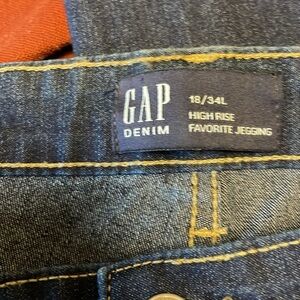 GAP
DENIM
18/34L
HIGH RISE
FAVORITE JEGGING